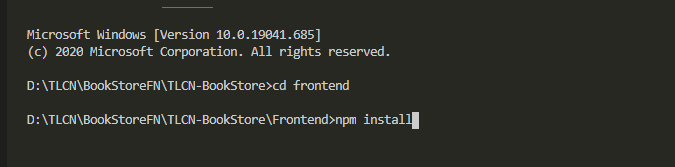 Microsoft Windows [Version 10.0.19041.685]
(c) 2020 Microsoft Corporation. All rights reserved.
D:\TLCN\BookStoreFN\TLCN-BookStore>cd frontend
D:\TLCN\BookStoreFN\TLCN-BookStore\Frontend>npm install